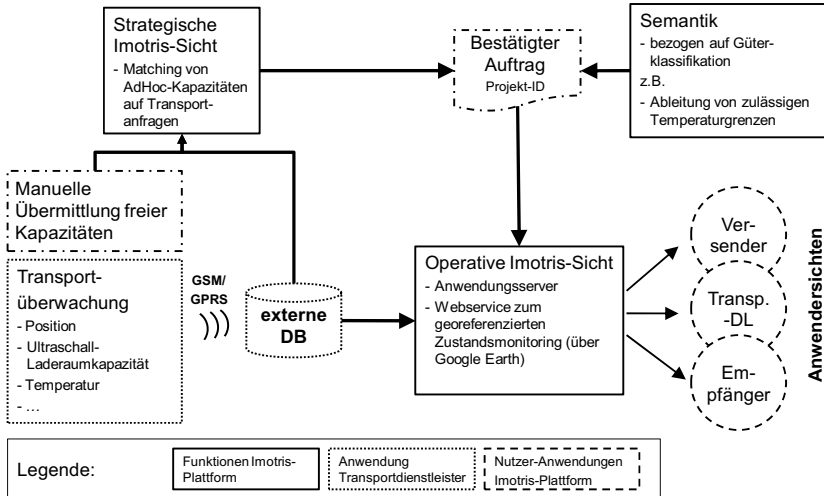 Strategische
Imotris-Sicht
- Matching von
AdHoc-Kapazitäten
auf Transport-
anfragen
Bestätigter
Auftrag
Projekt-ID
Semantik
- bezogen auf Güter-
klassifikation
z.B.
- Ableitung von zulässigen
Temperaturgrenzen
Manuelle
Übermittlung freier
Kapazitäten
Transport-
überwachung
- Position
- Ultraschall-
Laderaumkapazität
- Temperatur
- ...
GSM/
GPRS
externe
DB
Operative Imotris-Sicht
- Anwendungsserver
- Webservice zum
georeferenzierten
Zustandsmonitoring (über
Google Earth)
Ver-
sender
Transp.
-DL
Em-
pfänger
Anwendersichten
Legende:
Funktionen Imotris-
Plattform
Anwendung
Transportdienstleister
Nutzer-Anwendungen
Imotris-Plattform